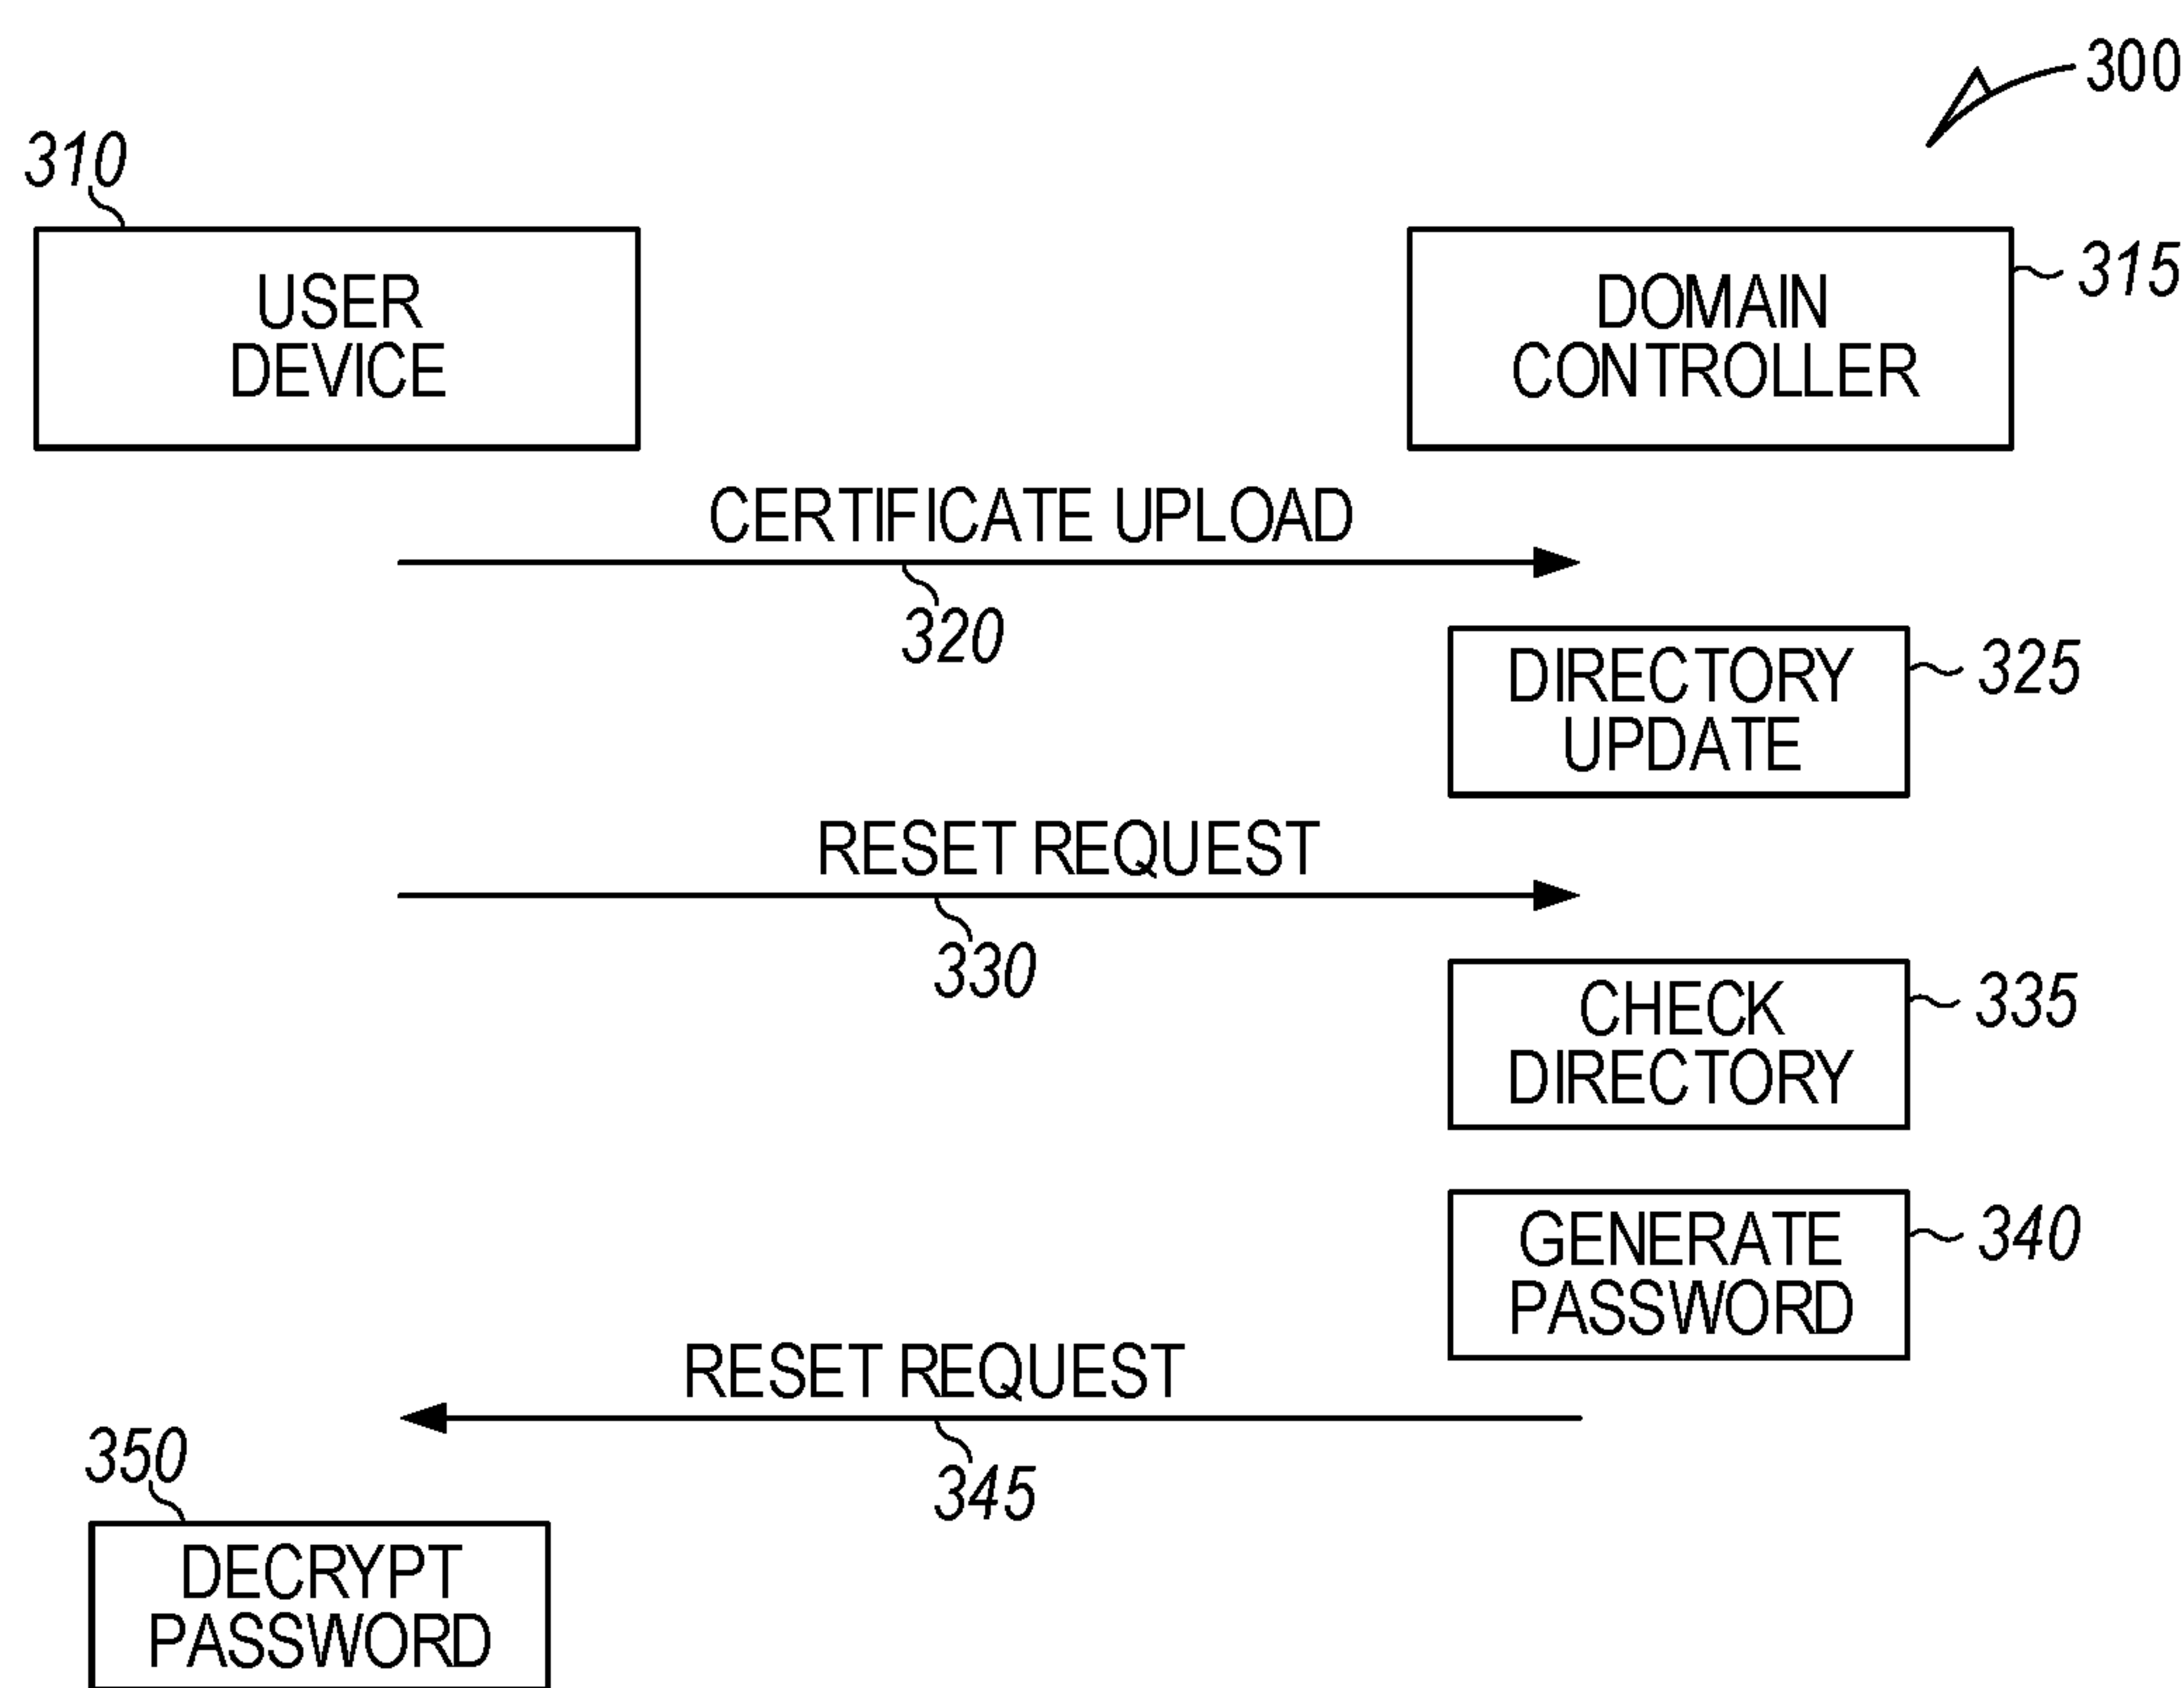 300
310
USER
DEVICE
DOMAIN
CONTROLLER
315
CERTIFICATE UPLOAD
320
DIRECTORY
UPDATE
325
RESET REQUEST
330
CHECK
DIRECTORY
335
GENERATE
PASSWORD
340
RESET REQUEST
345
350
DECRYPT
PASSWORD